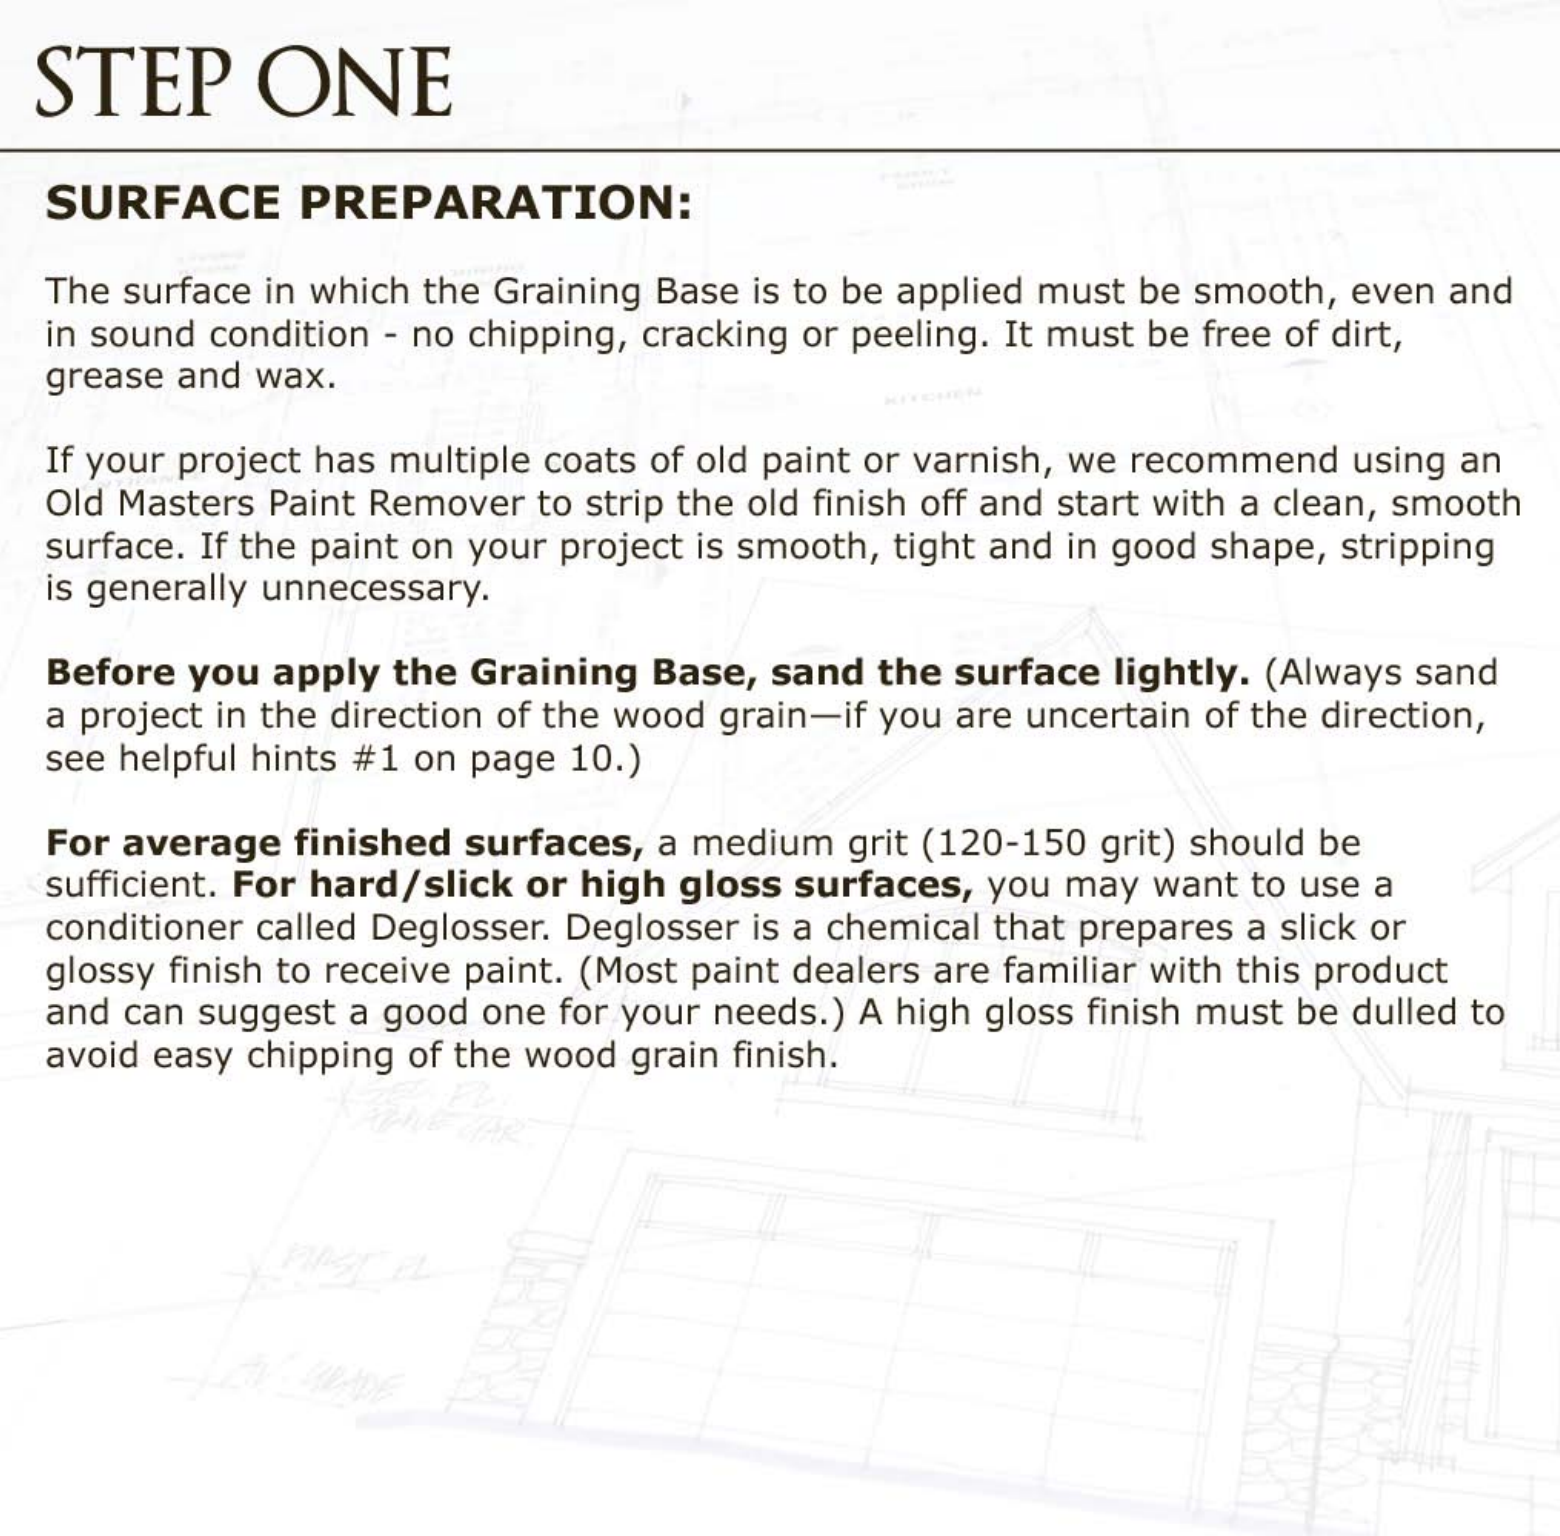 STEP ONE
SURFACE PREPARATION:
The surface in which the Graining Base is to be applied must be smooth, even and
in sound condition - no chipping, cracking or peeling. It must be free of dirt,
grease and wax.
If your project has multiple coats of old paint or varnish, we recommend using an
Old Masters Paint Remover to strip the old finish off and start with a clean, smooth
surface. If the paint on your project is smooth, tight and in good shape, stripping
is generally unnecessary.
Before you apply the Graining Base, sand the surface lightly. (Always sand
a project in the direction of the wood grain—if you are uncertain of the direction,
see helpful hints #1 on page 10.)
For average finished surfaces, a medium grit (120-150 grit) should be
sufficient. For hard/slick or high gloss surfaces, you may want to use a
conditioner called Deglosser. Deglosser is a chemical that prepares a slick or
glossy finish to receive paint. (Most paint dealers are familiar with this product
and can suggest a good one for your needs.) A high gloss finish must be dulled to
avoid easy chipping of the wood grain finish.
KITCHEN
FIRST FL
GRADE